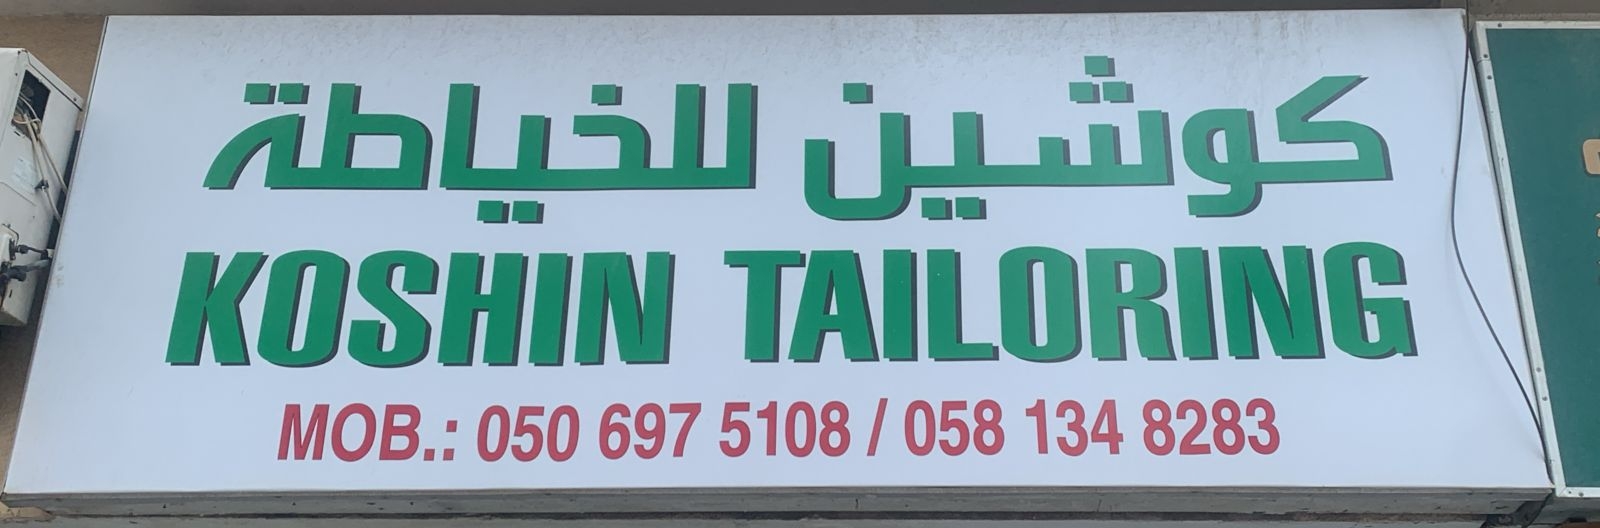 كوشين للخياطة
KOSHIN TAILORING
MOB.: 050 697 5108 / 058 134 8283